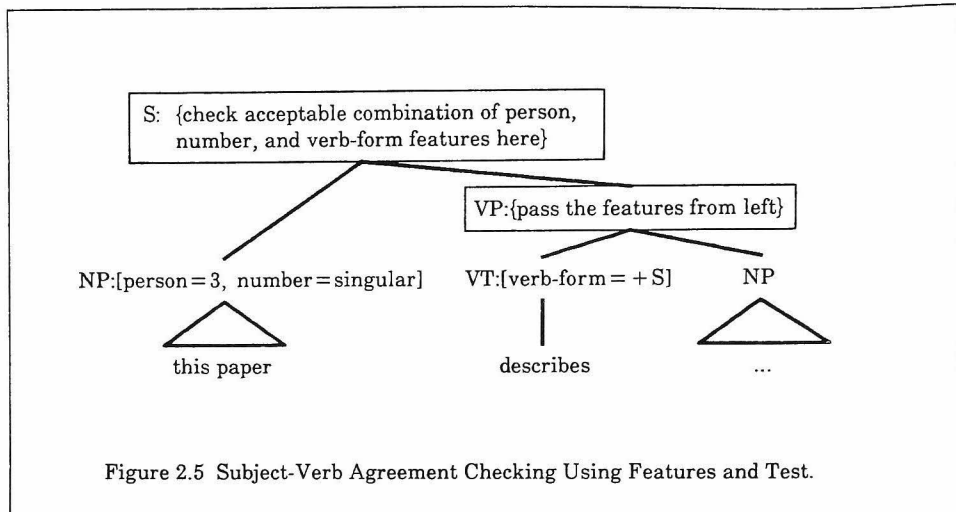 S: {check acceptable combination of person,
number, and verb-form features here}
VP:{pass the features from left}
NP:[person=3, number=singular]
VT:[verb-form= +S]
NP
this paper
describes
...
Figure 2.5 Subject-Verb Agreement Checking Using Features and Test.